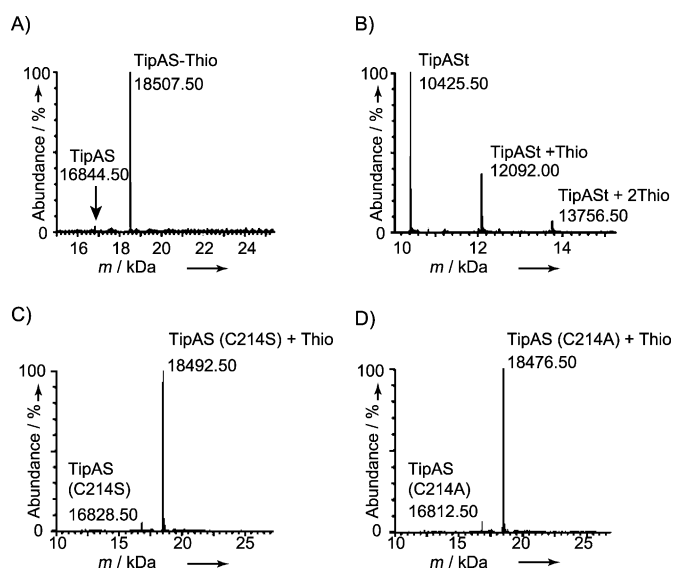 A)
TipAS-Thio
18507.50
100
TipAS
16844.50
0
16 18 20 22 24
Abundance / %
m / kDa
B)
TipASt
10425.50
100
TipASt +Thio
12092.00
TipASt + 2Thio
13756.50
0
10 12 14
Abundance / %
m / kDa
C)
TipAS (C214S) + Thio
18492.50
100
TipAS
(C214S)
16828.50
0
10 15 20 25
Abundance / %
m / kDa
D)
TipAS (C214A) + Thio
18476.50
100
TipAS
(C214A)
16812.50
0
10 15 20 25
Abundance / %
m / kDa